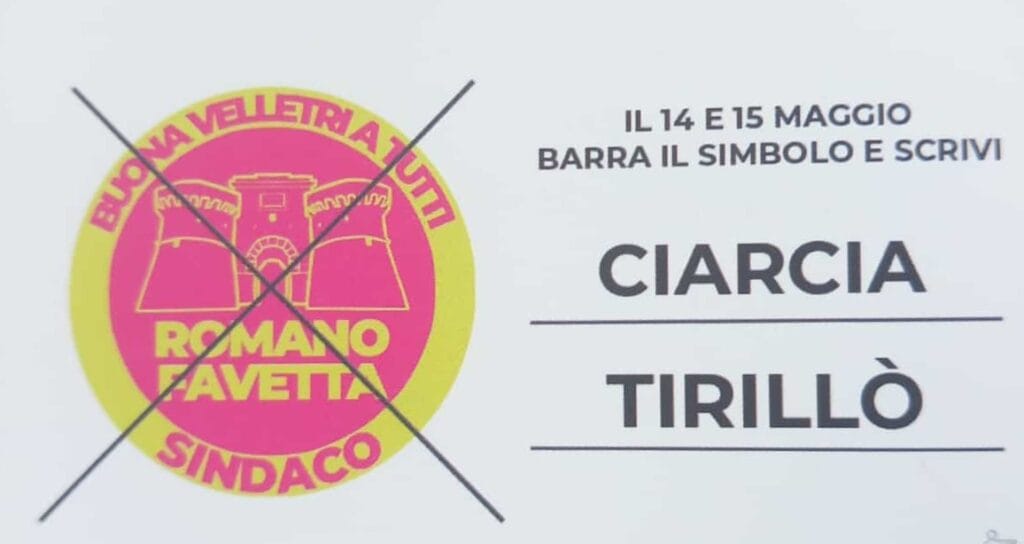 BUONA VELLETRI A TUTTI
ROMANO
FAVETTA
SINDACO
IL 14 E 15 MAGGIO
BARRA IL SIMBOLO E SCRIVI
CIARCIA
TIRILLÒ